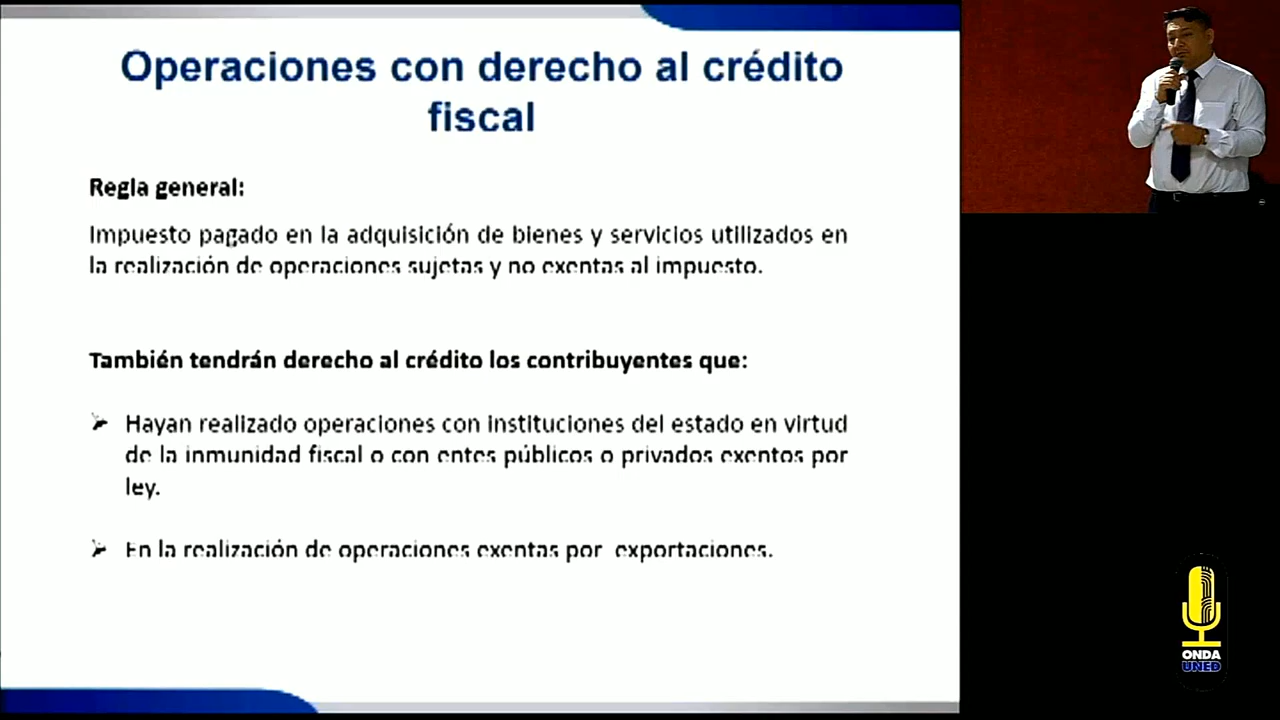 Operaciones con derecho al crédito
fiscal
Regla general:
Impuesto pagado en la adquisición de bienes y servicios utilizados en
la realización de operaciones sujetas y no exentas al impuesto.
También tendrán derecho al crédito los contribuyentes que:
➢ Hayan realizado operaciones con instituciones del estado en virtud
de la inmunidad fiscal o con entes públicos o privados exentos por
ley.
➢ En la realización de operaciones exentas por exportaciones.
ONDA
UNED